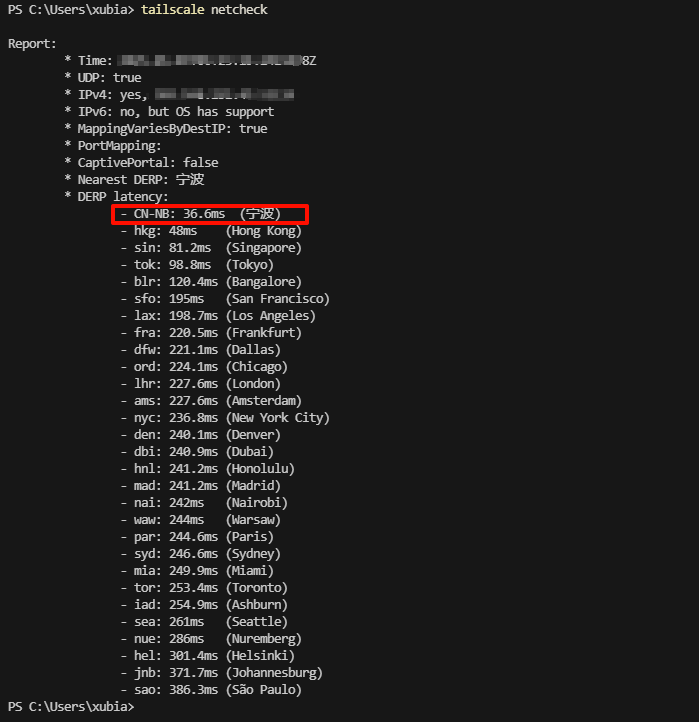 PS C:\Users\xubia> tailscale netcheck
Report:
* Time: 8Z
* UDP: true
* IPv4: yes,
* IPv6: no, but OS has support
* MappingVariesByDestIP: true
* PortMapping:
* CaptivePortal: false
* Nearest DERP: 宁波
* DERP latency:
- CN-NB: 36.6ms (宁波)
- hkg: 48ms (Hong Kong)
- sin: 81.2ms (Singapore)
- tok: 98.8ms (Tokyo)
- blr: 120.4ms (Bangalore)
- sfo: 195ms (San Francisco)
- lax: 198.7ms (Los Angeles)
- fra: 220.5ms (Frankfurt)
- dfw: 221.1ms (Dallas)
- ord: 224.1ms (Chicago)
- lhr: 227.6ms (London)
- ams: 227.6ms (Amsterdam)
- nyc: 236.8ms (New York City)
- den: 240.1ms (Denver)
- dbi: 240.9ms (Dubai)
- hnl: 241.2ms (Honolulu)
- mad: 241.2ms (Madrid)
- nai: 242ms (Nairobi)
- waw: 244ms (Warsaw)
- par: 244.6ms (Paris)
- syd: 246.6ms (Sydney)
- mia: 249.9ms (Miami)
- tor: 253.4ms (Toronto)
- iad: 254.9ms (Ashburn)
- sea: 261ms (Seattle)
- nue: 286ms (Nuremberg)
- hel: 301.4ms (Helsinki)
- jnb: 371.7ms (Johannesburg)
- sao: 386.3ms (São Paulo)
PS C:\Users\xubia>